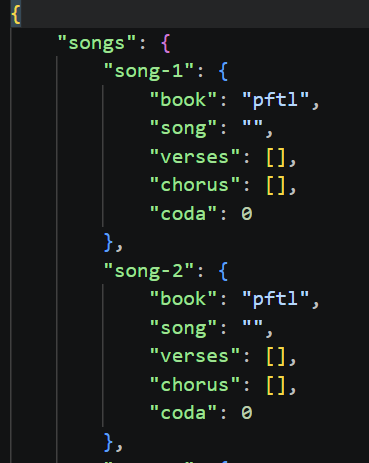 {
"songs": {
"song-1": {
"book": "pftl",
"song": "",
"verses": [],
"chorus": [],
"coda": 0
},
"song-2": {
"book": "pftl",
"song": "",
"verses": [],
"chorus": [],
"coda": 0
},